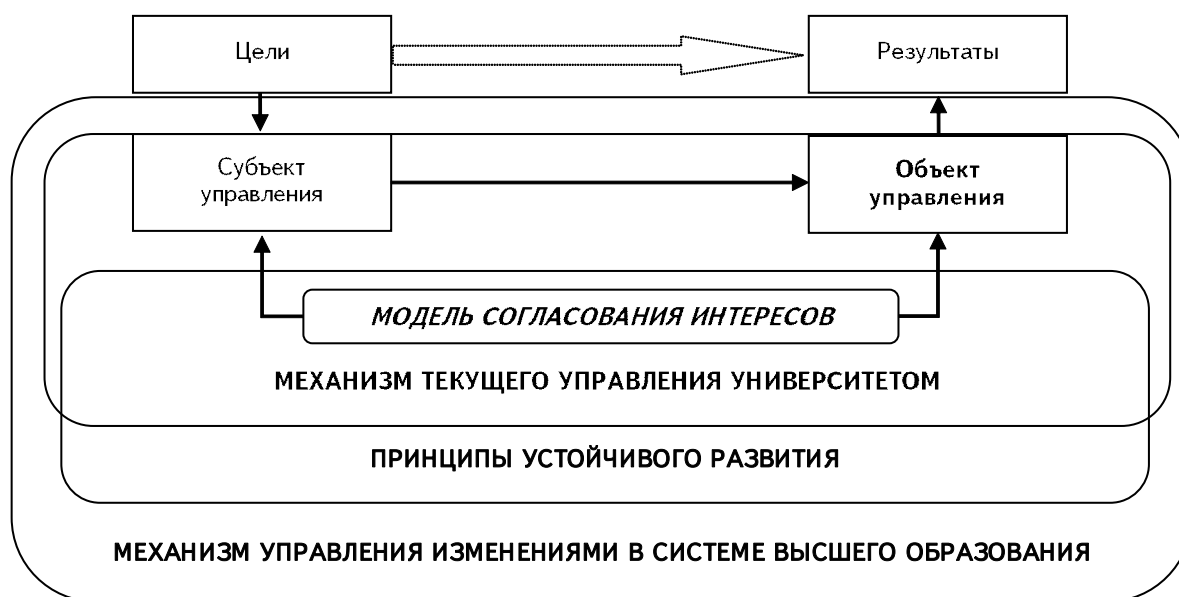 Цели
Результаты
Субъект
управления
Объект
управления
МОДЕЛЬ СОГЛАСОВАНИЯ ИНТЕРЕСОВ
МЕХАНИЗМ ТЕКУЩЕГО УПРАВЛЕНИЯ УНИВЕРСИТЕТОМ
ПРИНЦИПЫ УСТОЙЧИВОГО РАЗВИТИЯ
МЕХАНИЗМ УПРАВЛЕНИЯ ИЗМЕНЕНИЯМИ В СИСТЕМЕ ВЫСШЕГО ОБРАЗОВАНИЯ